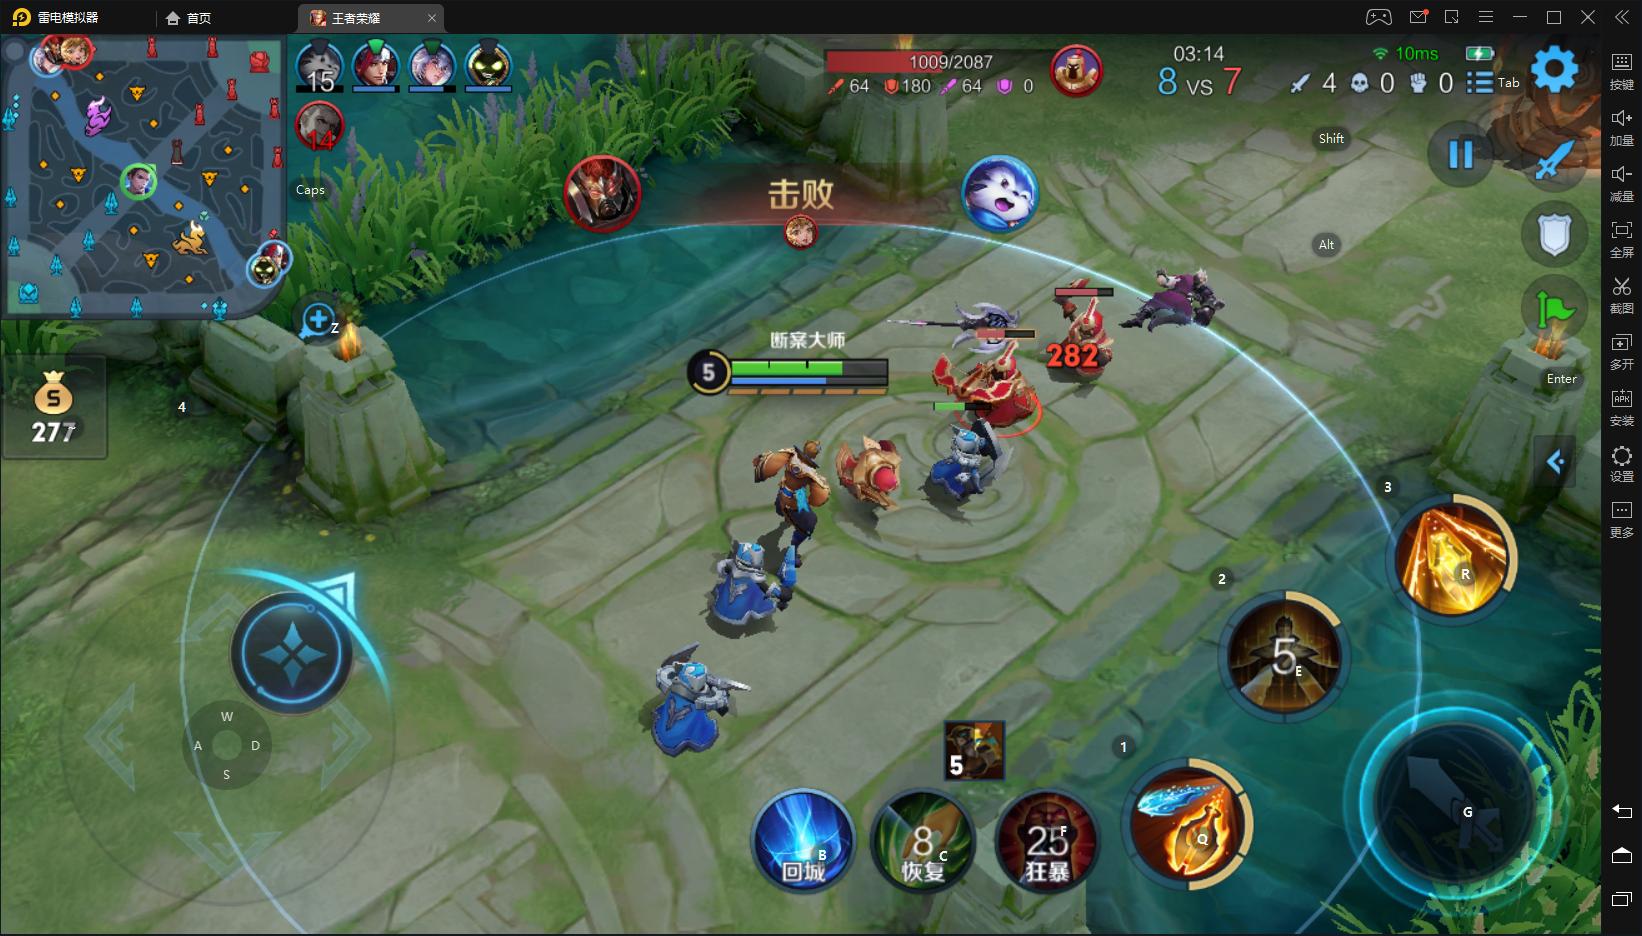 雷电模拟器
首页
王者荣耀
15
14
1009/2087
64
180
64
0
03:14
8 VS 7
10ms
4
0
0
Tab
Shift
Caps
Alt
Z
击败
断案大师
5
282
S
277
4
Enter
3
R
2
5
E
W
A
D
S
1
5
回城
B
8
恢复
C
25
狂暴
F
Q
G
按键
加量
减量
全屏
截图
多开
APK
安装
设置
更多